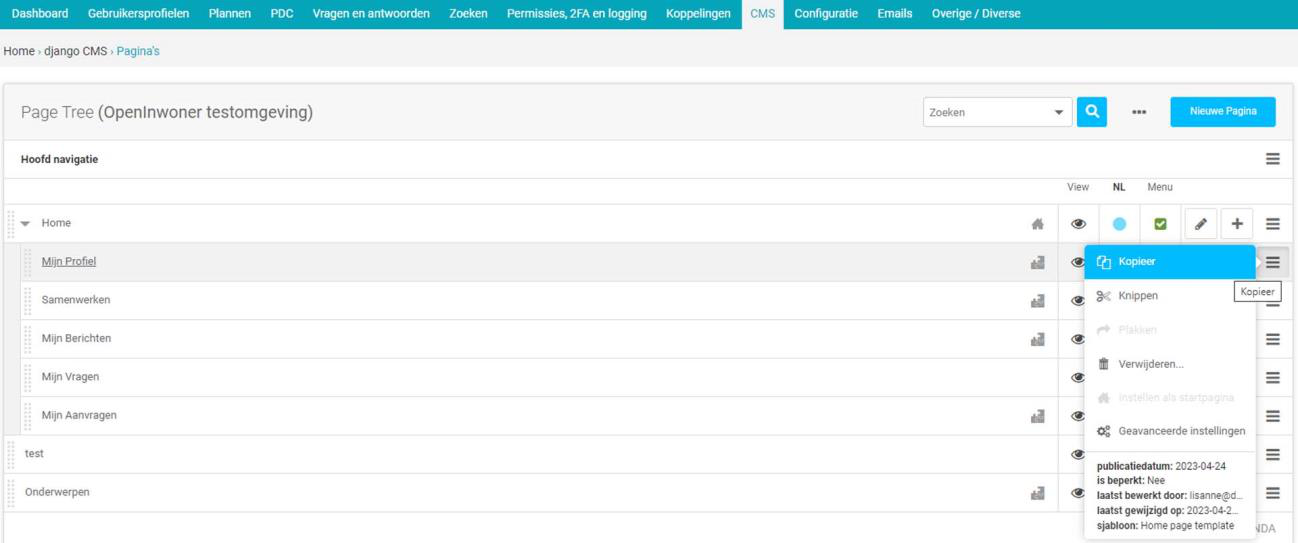 Dashboard Gebruikersprofielen Plannen PDC Vragen en antwoorden Zoeken Permissies, 2FA en logging Koppelingen CMS Configuratie Emails Overige / Diverse
Home › django CMS › Pagina's
Page Tree (OpenInwoner testomgeving) Zoeken Nieuwe Pagina
Hoofd navigatie
View NL Menu
Home
Mijn Profiel Kopieer
Kopieer
Samenwerken Knippen
Plakken
Mijn Berichten
Verwijderen...
Mijn Vragen
Instellen als startpagina
Mijn Aanvragen
Geavanceerde instellingen
test
publicatiedatum: 2023-04-24
is beperkt: Nee
Onderwerpen laatst bewerkt door: lisanne@d...
laatst gewijzigd op: 2023-04-2...
sjabloon: Home page template NDA